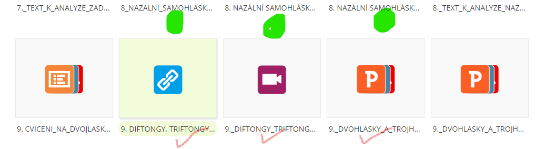 7._TEXT_K_ANALYZE_ZAD... 8_NAZALNI_SAMOHLASK... 8. NAZÁLNÍ SAMOHLÁSK... 8. NAZÁLNÍ SAMOHLÁSK... 8._TEXT_K_ANALYZE_NAZ...
9. CVICENI_NA_DVOJLASK... 9. DIFTONGY. TRIFTONGY... 9._DIFTONGY_TRIFTONG... 9._DVOHLASKY_A_TROJH... 9._DVOHLASKY_A_TROJH...